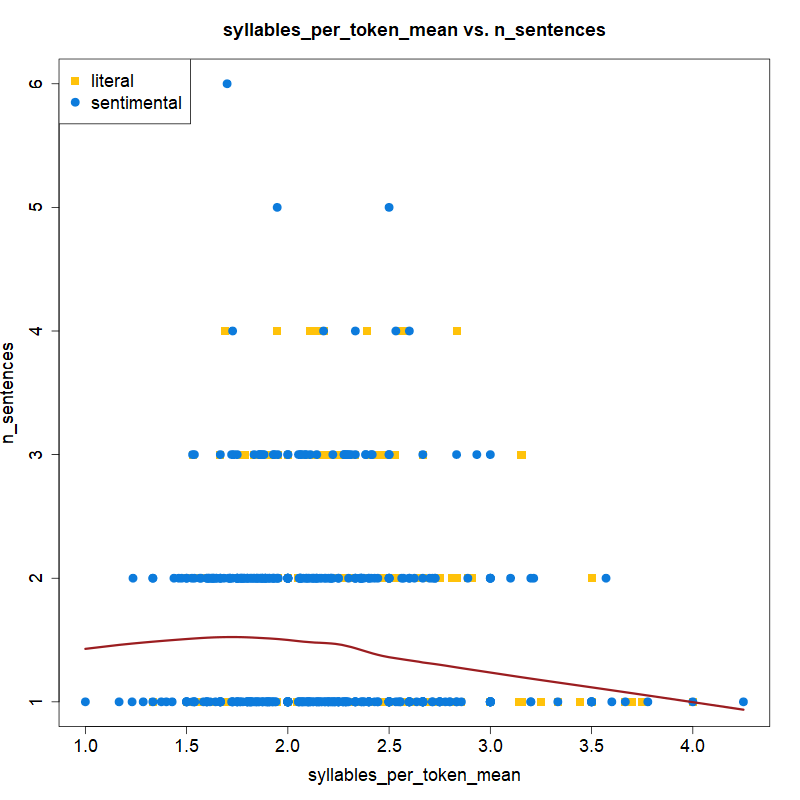 syllables_per_token_mean vs. n_sentences
literal
sentimental
6
5
4
3
2
1
n_sentences
1.0 1.5 2.0 2.5 3.0 3.5 4.0
syllables_per_token_mean